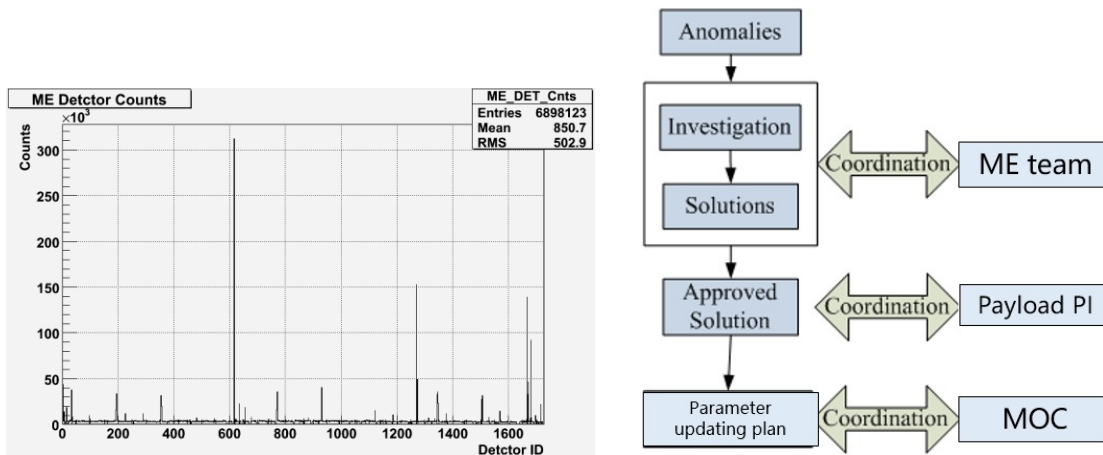 ME Detctor Counts
×10³
Counts
ME_DET_Cnts
Entries 6898123
Mean 850.7
RMS 502.9
300
250
200
150
100
50
0
0 200 400 600 800 1000 1200 1400 1600
Detctor ID
Anomalies
Investigation
Solutions
Coordination
ME team
Approved
Solution
Coordination
Payload PI
Parameter
updating plan
Coordination
MOC